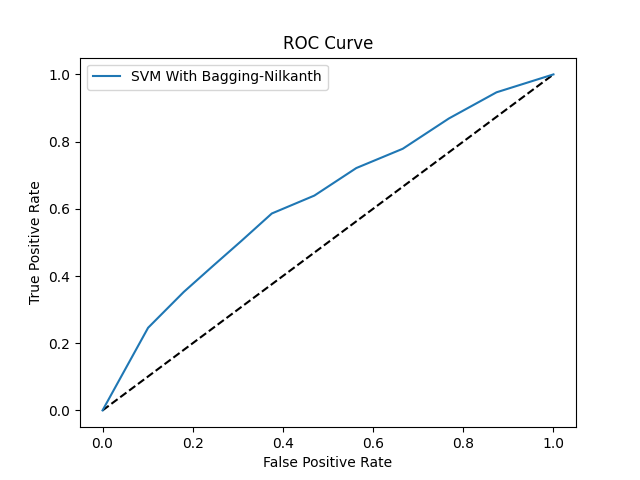 ROC Curve
SVM With Bagging-Nilkanth
1.0
0.8
0.6
0.4
0.2
0.0
True Positive Rate
0.0 0.2 0.4 0.6 0.8 1.0
False Positive Rate